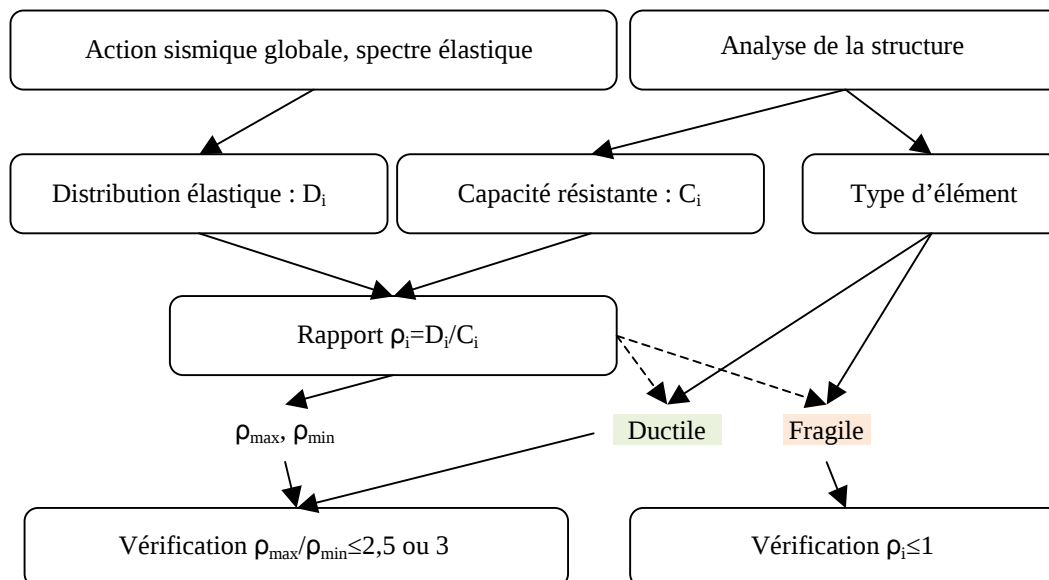 Action sismique globale, spectre élastique
Analyse de la structure
Distribution élastique : Di
Capacité résistante : Ci
Type d’élément
Rapport ρi=Di/Ci
ρmax, ρmin
Ductile
Fragile
Vérification ρmax/ρmin≤2,5 ou 3
Vérification ρi≤1